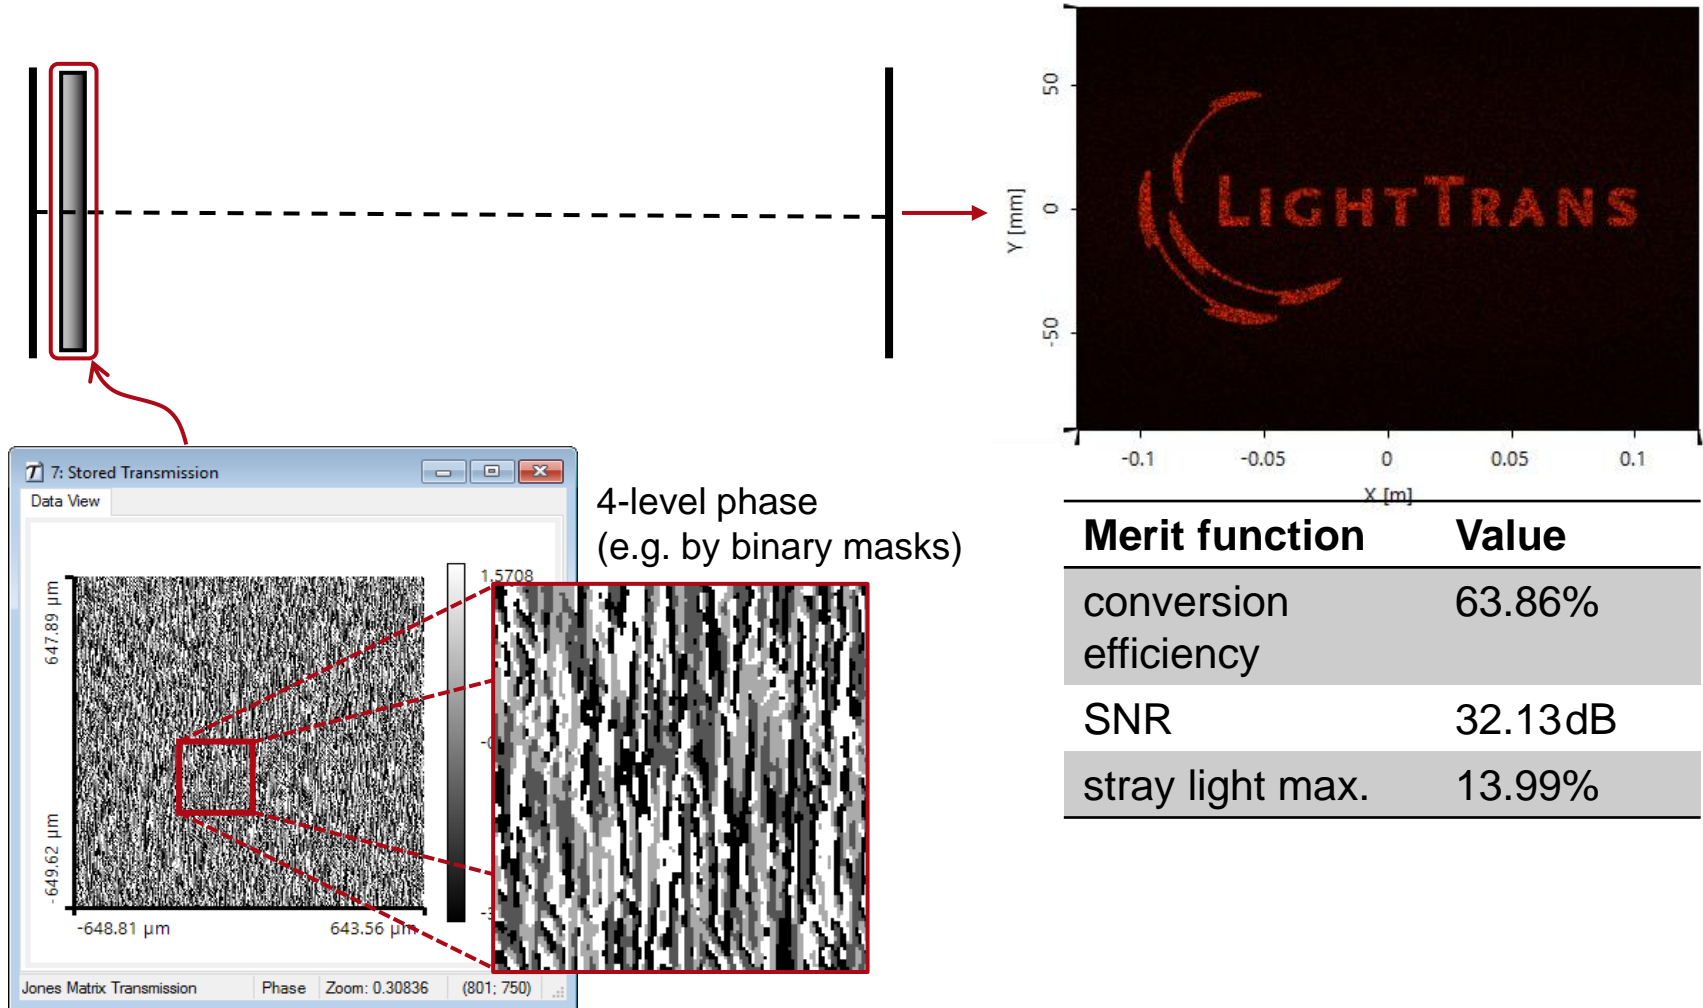 50
0
-50
Y [mm]
LIGHTTRANS
-0.1
-0.05
0
0.05
0.1
X [m]
7: Stored Transmission
Data View
647.89 µm
-649.62 µm
-648.81 µm
643.56 µm
1.5708
Jones Matrix Transmission
Phase
Zoom: 0.30836
(801; 750)
4-level phase
(e.g. by binary masks)
Merit function Value
conversion 63.86%
efficiency
SNR 32.13dB
stray light max. 13.99%